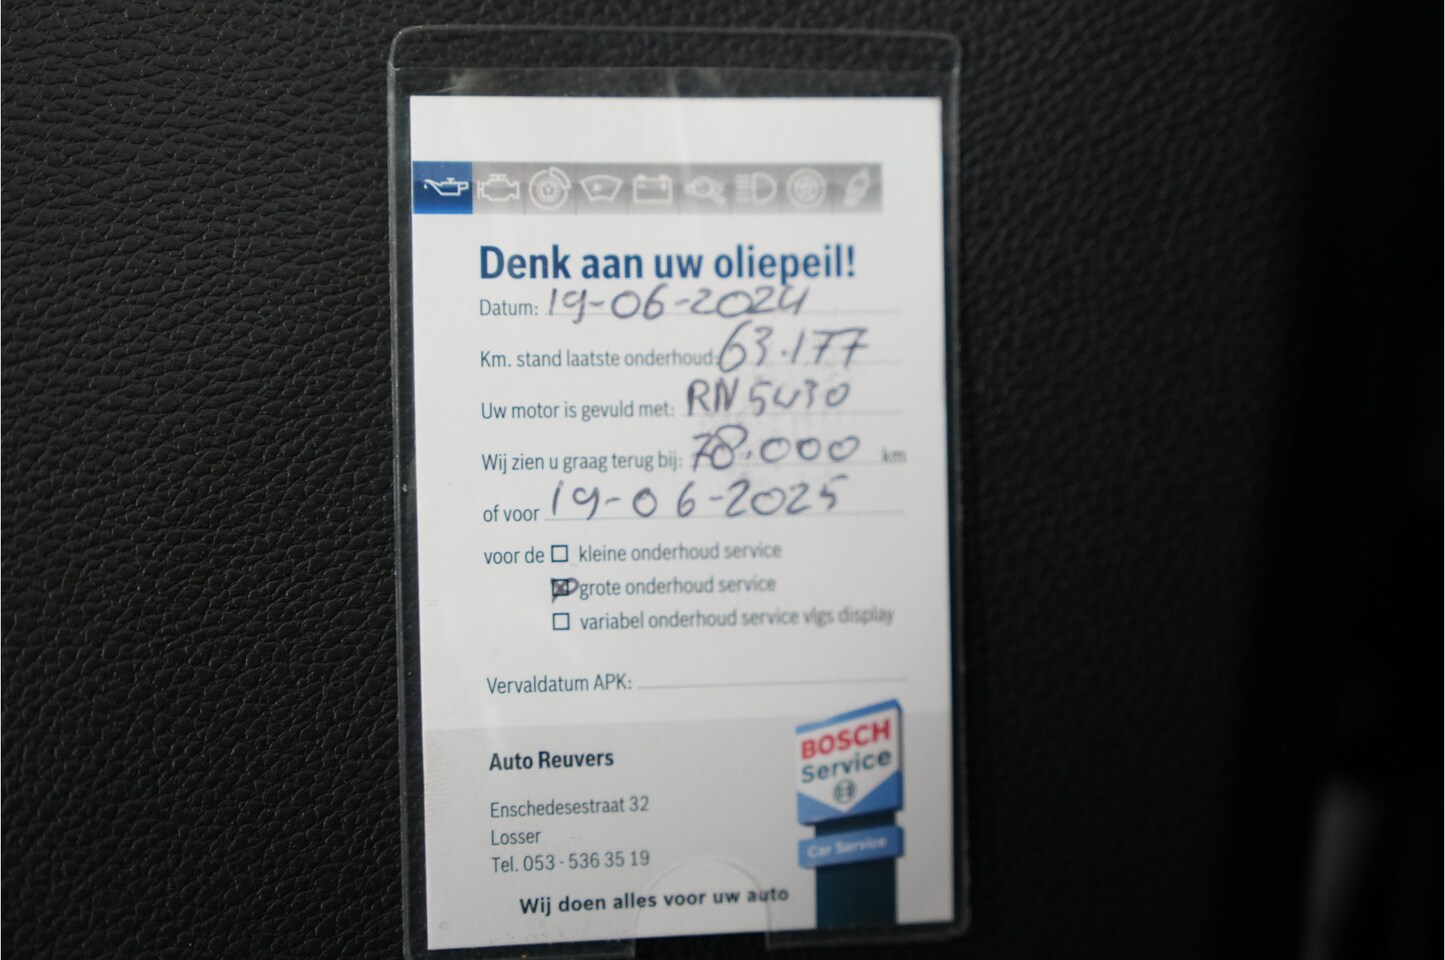 Denk aan uw oliepeil!
Datum: 19-06-2024
Km. stand laatste onderhoud: 63.177
Uw motor is gevuld met: RN 5W30
Wij zien u graag terug bij: 78.000 km
of voor 19-06-2025
voor de ☐ kleine onderhoud service
☒ grote onderhoud service
☐ variabel onderhoud service vlgs display
Vervaldatum APK:
BOSCH
Service
Car Service
Auto Reuvers
Enschedesestraat 32
Losser
Tel. 053 - 536 35 19
Wij doen alles voor uw auto